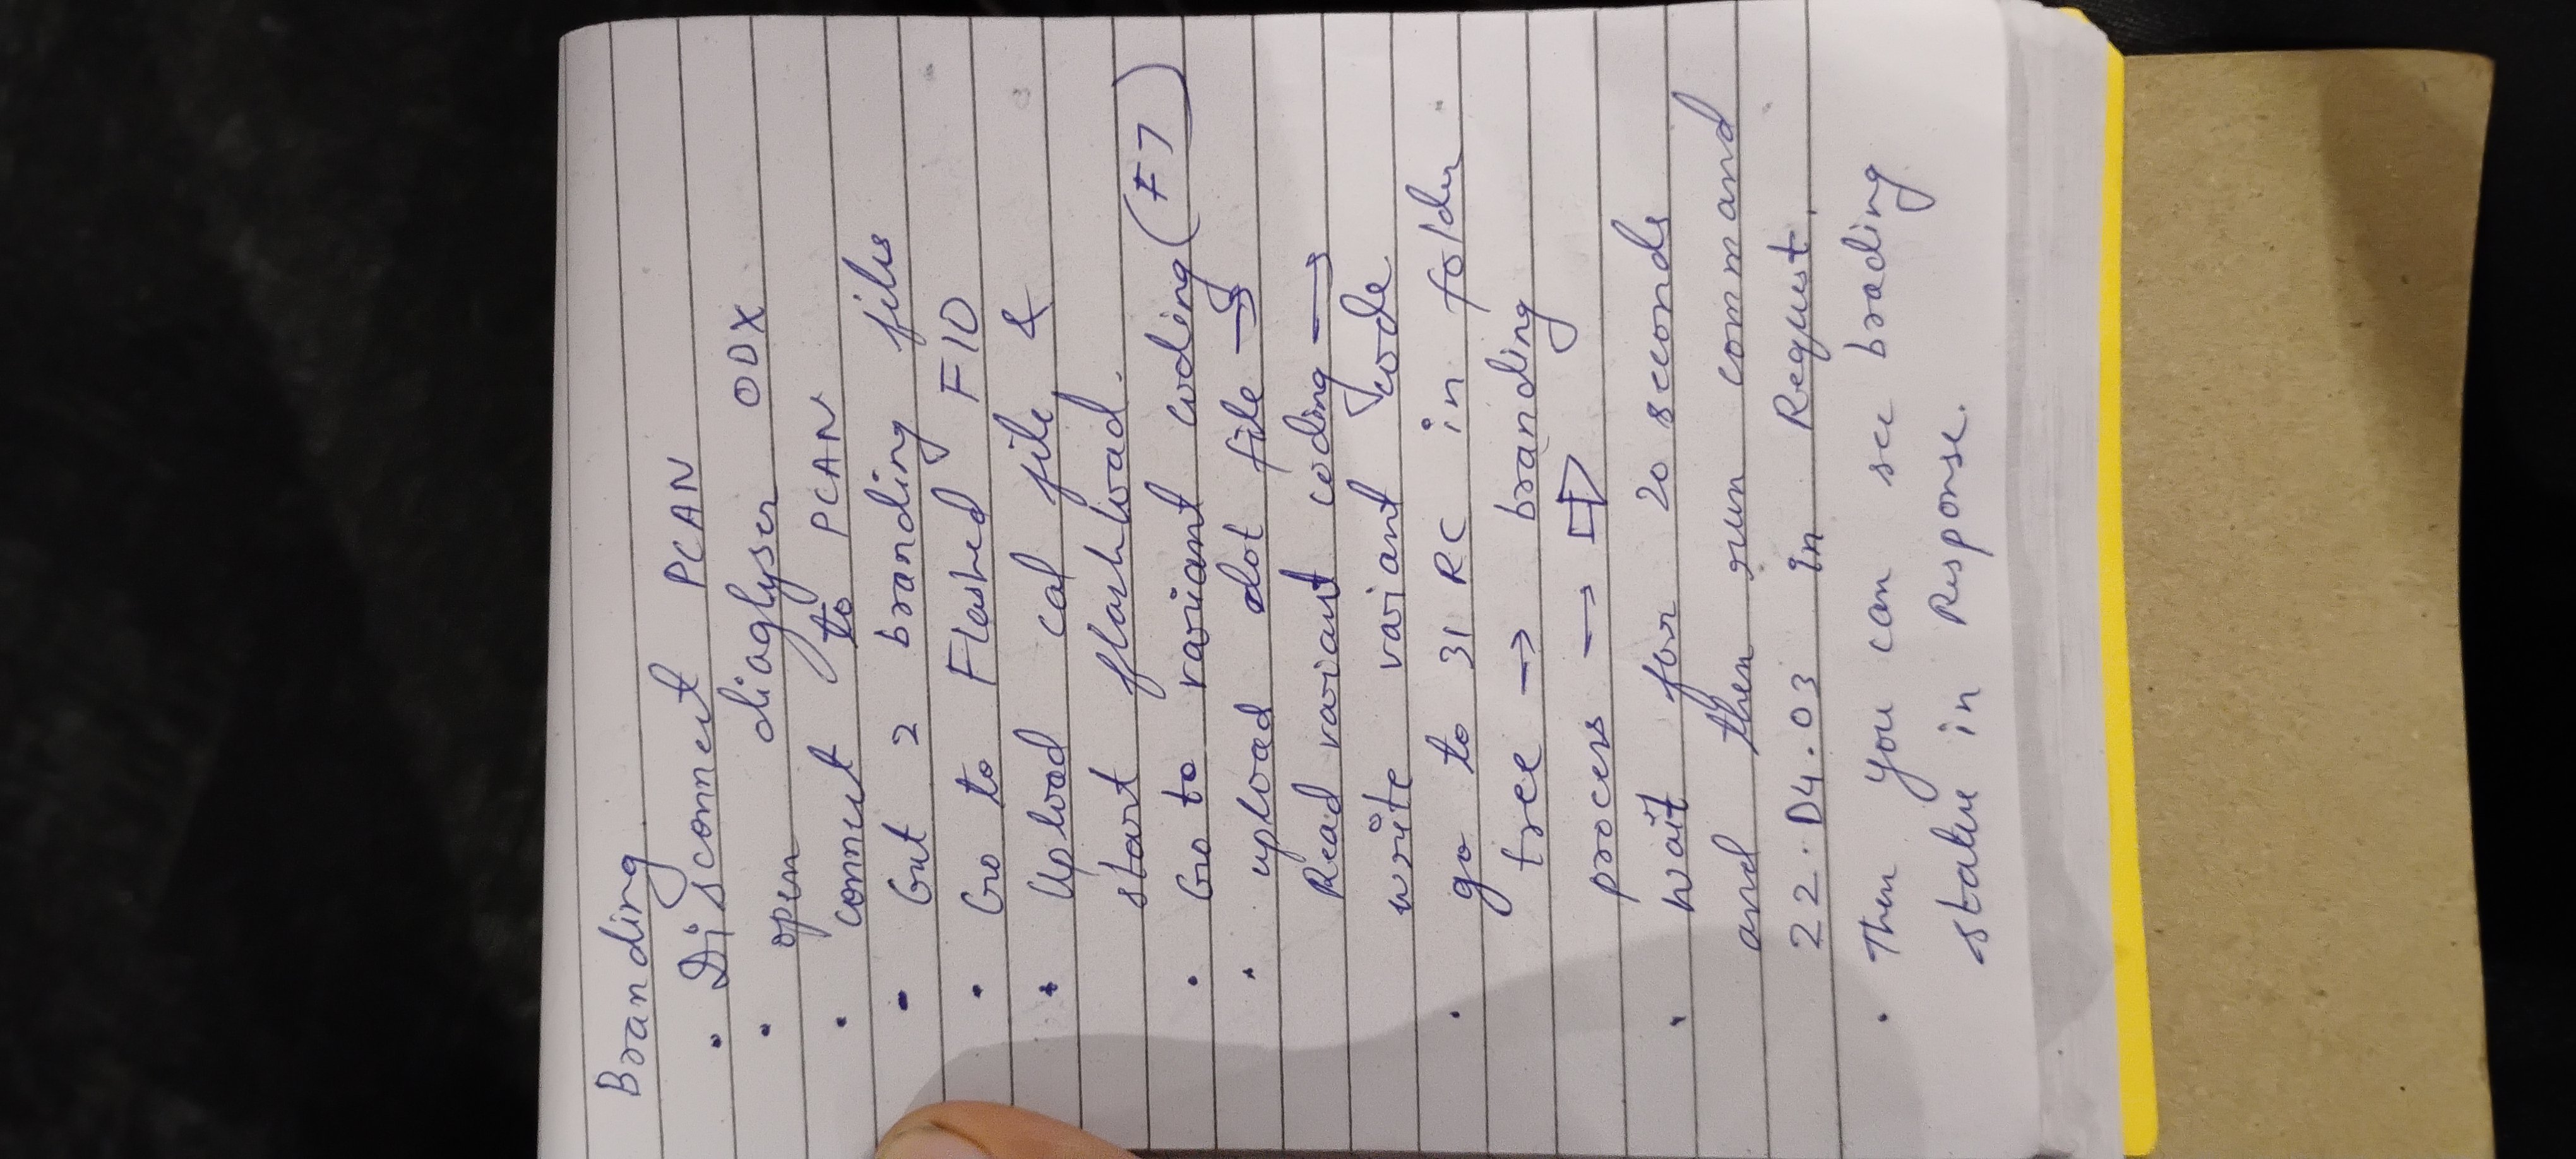 Branding
• Disconnect PCAN
• open diaglyser ODX
• connect to PCAN
- Get 2 branding files
• Go to Flashed F10
• Upload cal file &
start flashload.
• Go to variant coding (F7)
• upload dot file →
Read variant coding →
write variant code
• go to 31 RC in folder
tree → branding
process → ⇨
• wait for 20 seconds
and then run command
22.D4.03 in Request.
• Then you can see brading
status in Response.